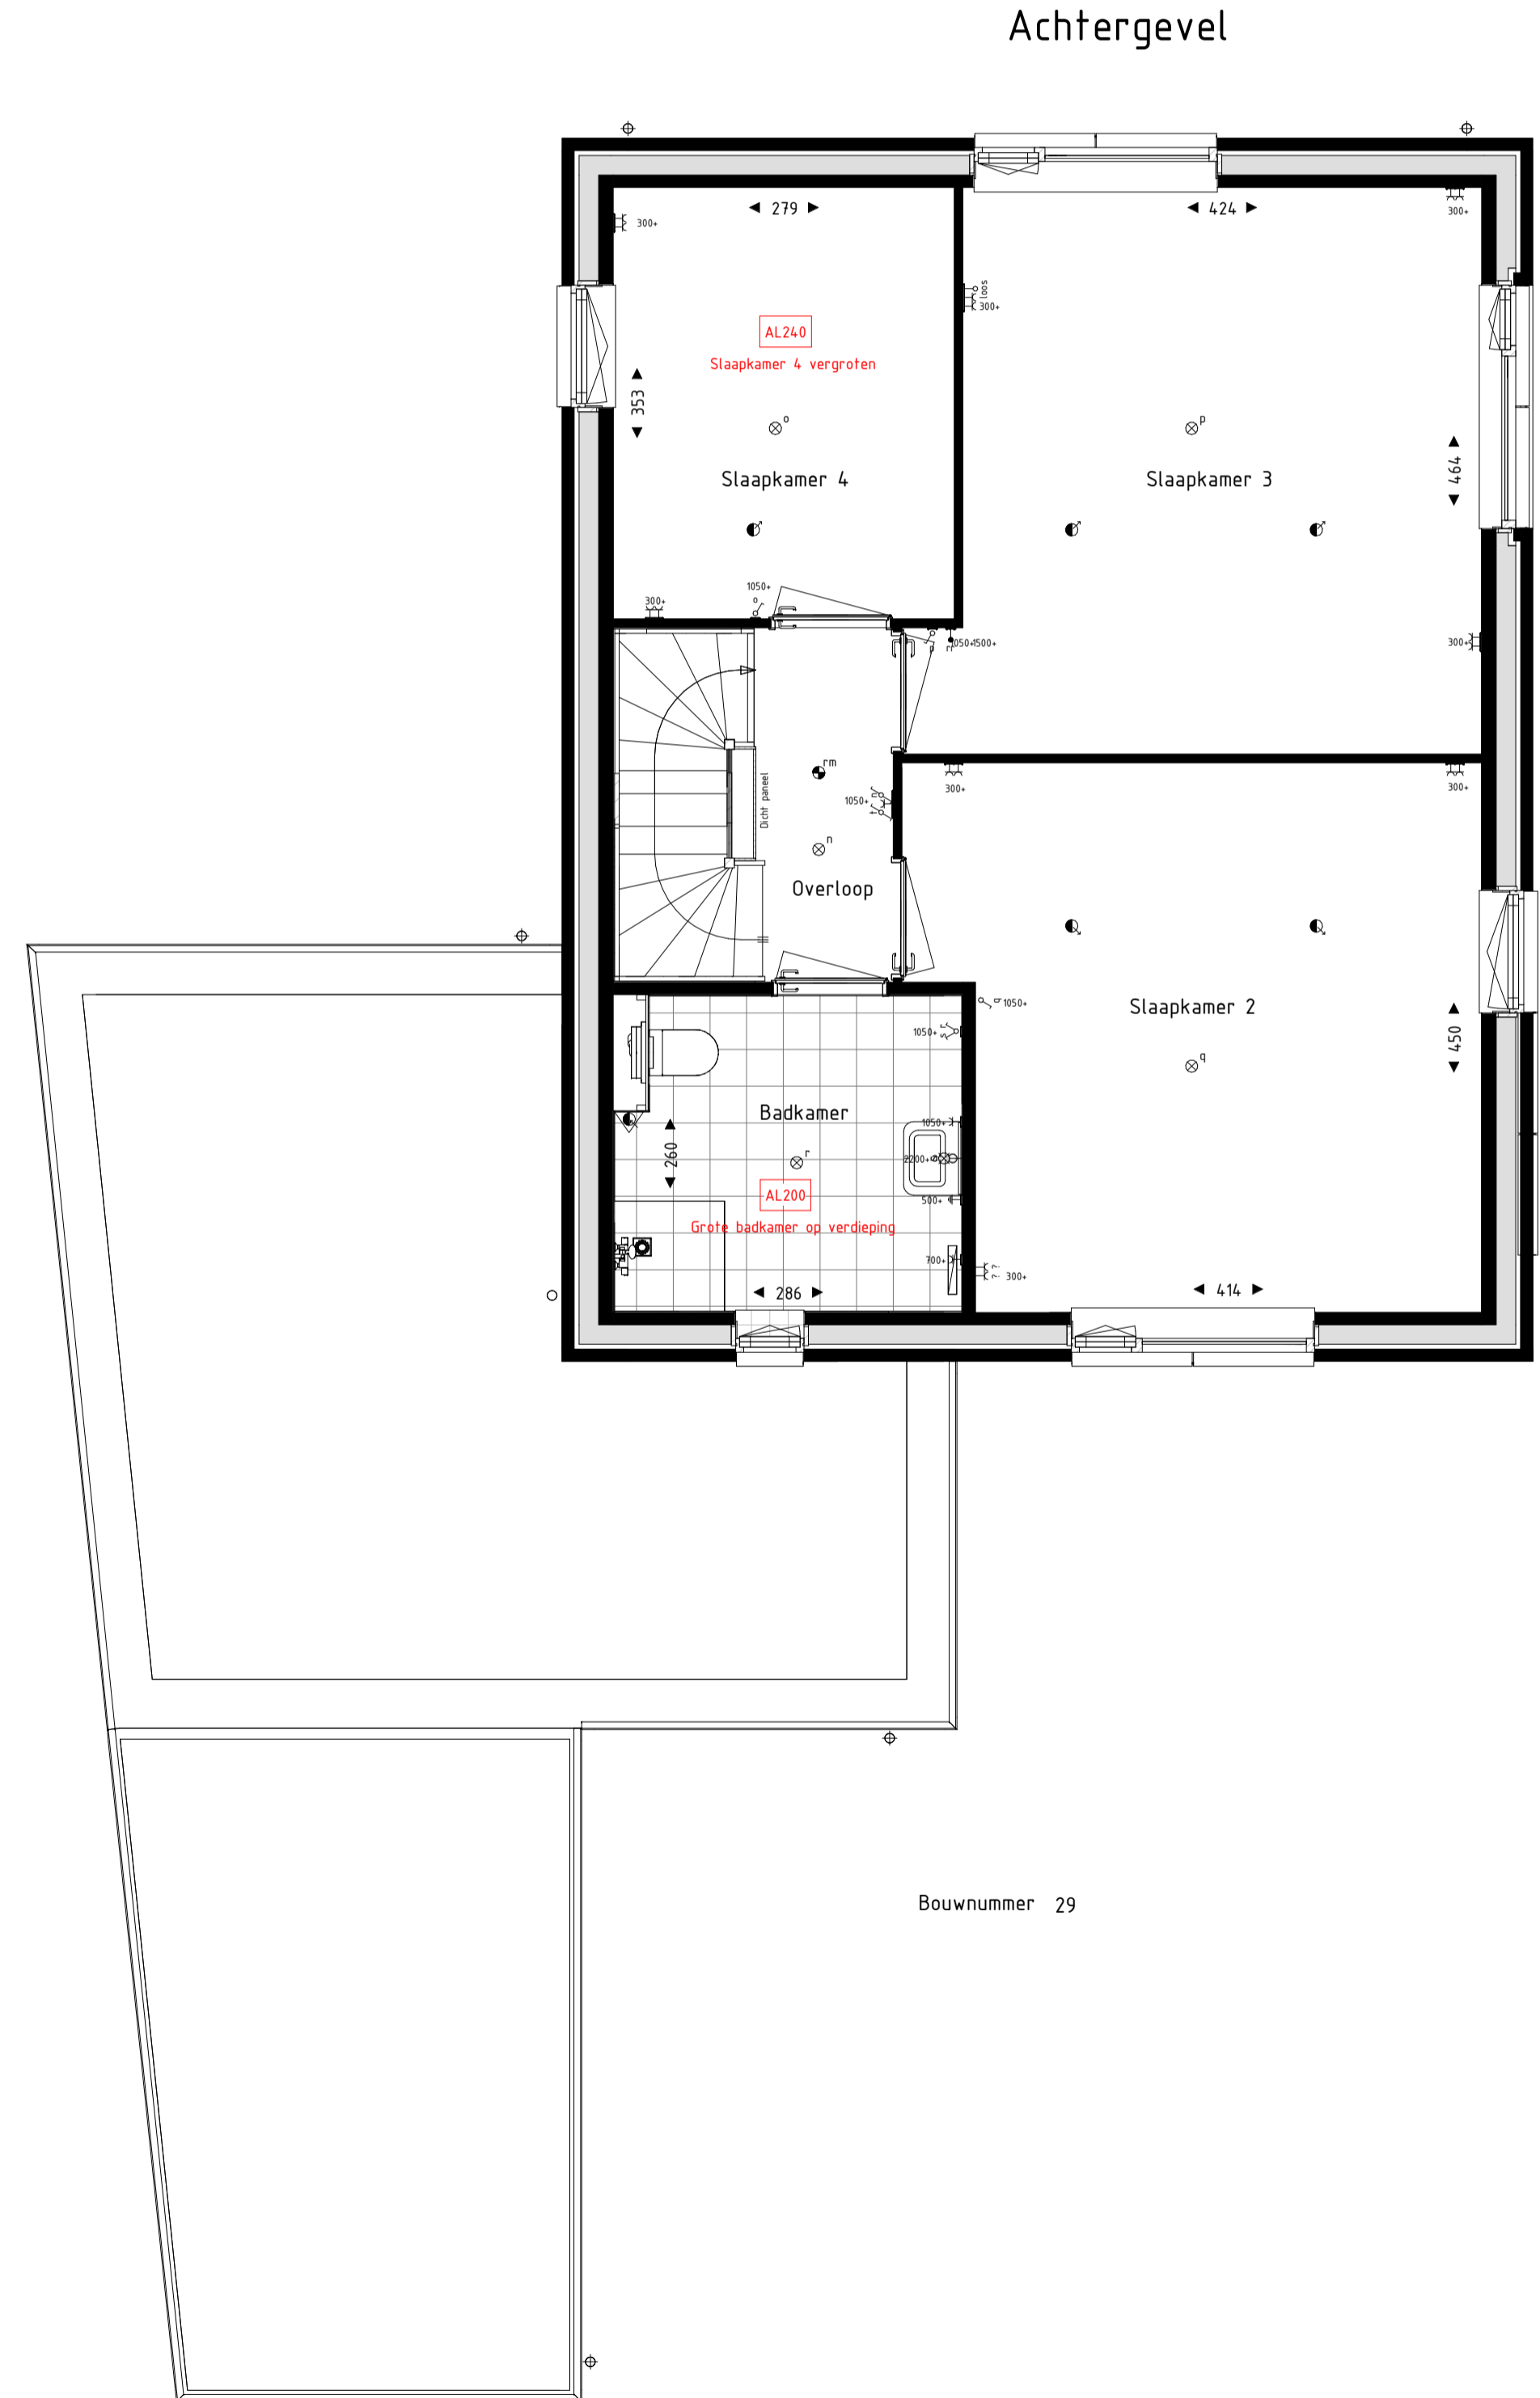 Achtergevel
279
424
300+
300+
loos
300+
AL240
Slaapkamer 4 vergroten
353
o
p
464
Slaapkamer 4
Slaapkamer 3
1050+
300+
o
p
1050+
1500+
300+
rm
Dicht paneel
300+
300+
1050+
n
t
n
Overloop
1050+
q
Slaapkamer 2
1050+
s
r
450
q
Badkamer
1050+
260
r
2200+
s
AL200
500+
Grote badkamer op verdieping
700+
?
? 300+
286
414
Bouwnummer 29